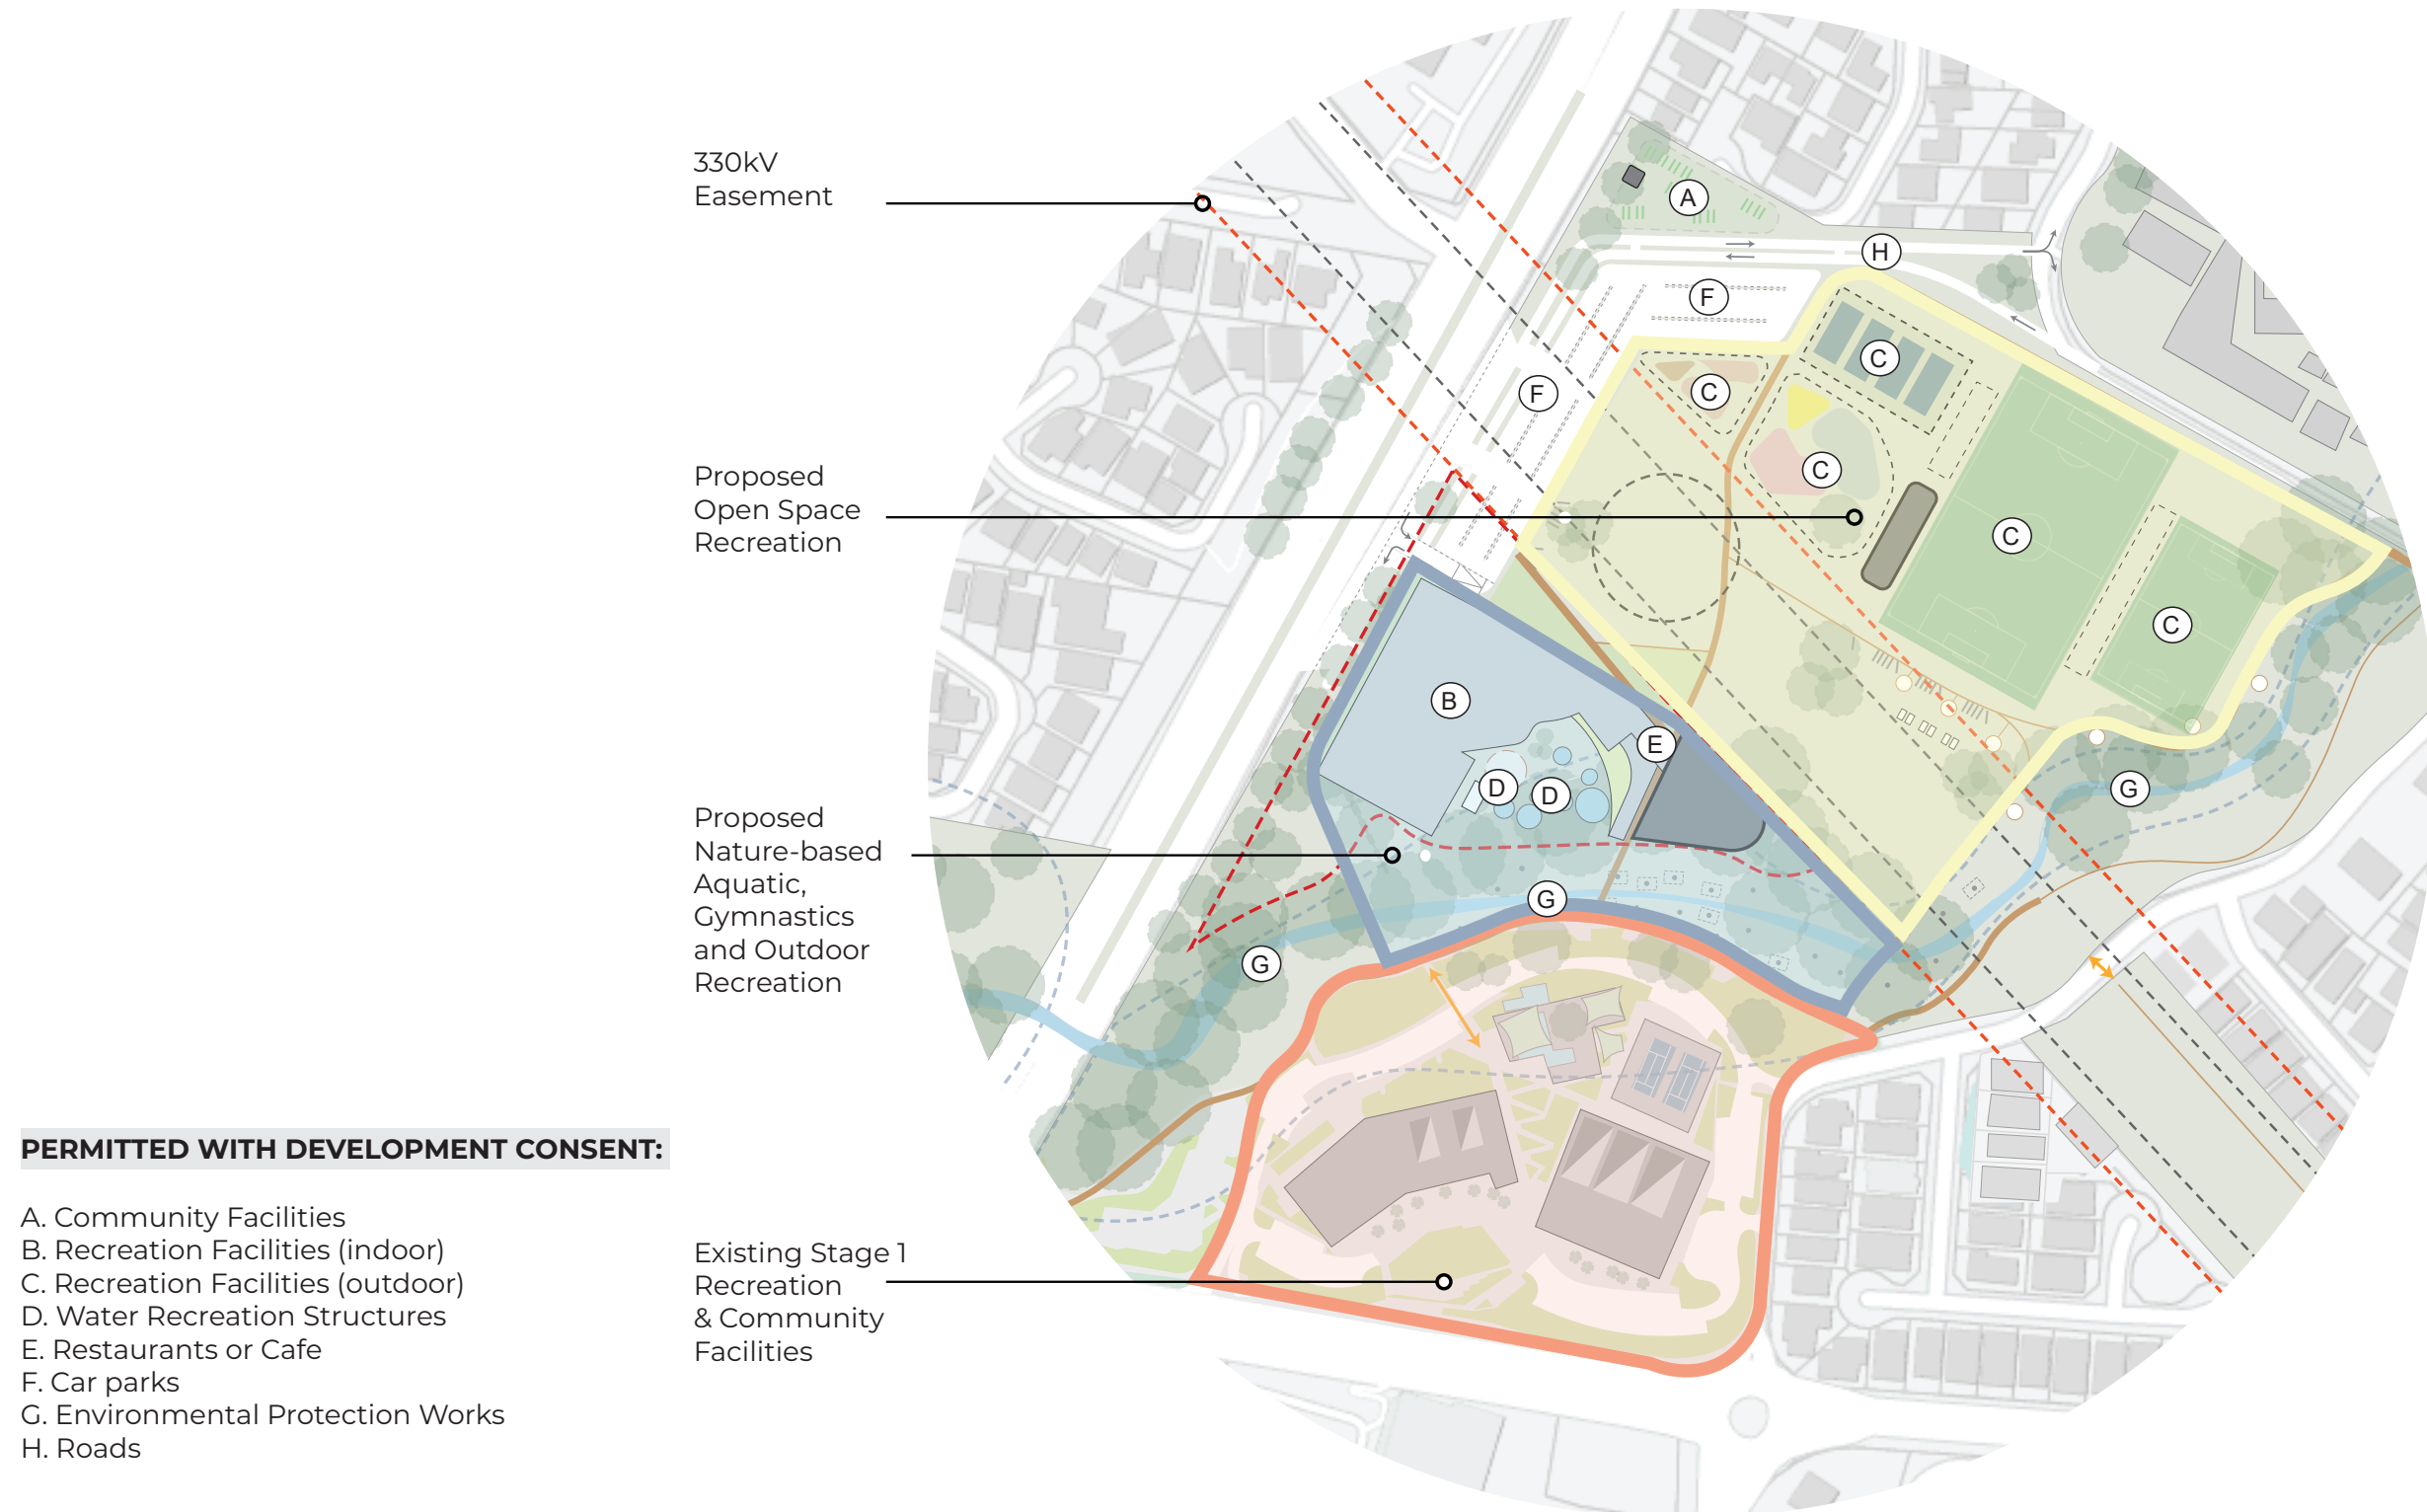 330kV
Easement
Proposed
Open Space
Recreation
Proposed
Nature-based
Aquatic,
Gymnastics
and Outdoor
Recreation
Existing Stage 1
Recreation
& Community
Facilities
PERMITTED WITH DEVELOPMENT CONSENT:
A. Community Facilities
B. Recreation Facilities (indoor)
C. Recreation Facilities (outdoor)
D. Water Recreation Structures
E. Restaurants or Cafe
F. Car parks
G. Environmental Protection Works
H. Roads
A
H
F
C
F
C
C
C
C
B
E
D
D
G
G
G